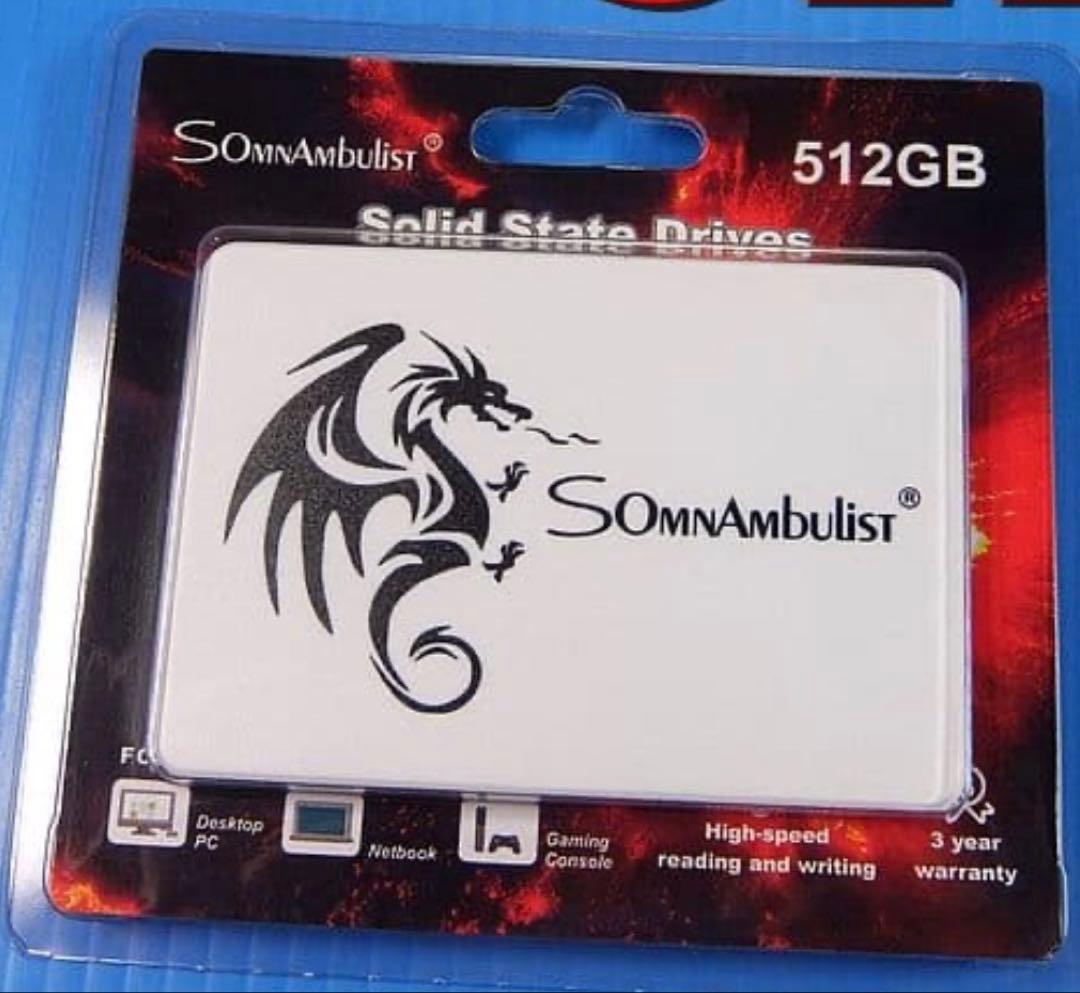 SOmnAmbulist®
512GB
Solid State Drives
SOmnAmbulist®
Desktop
PC
Netbook
Gaming
Console
High-speed
reading and writing
3 year
warranty